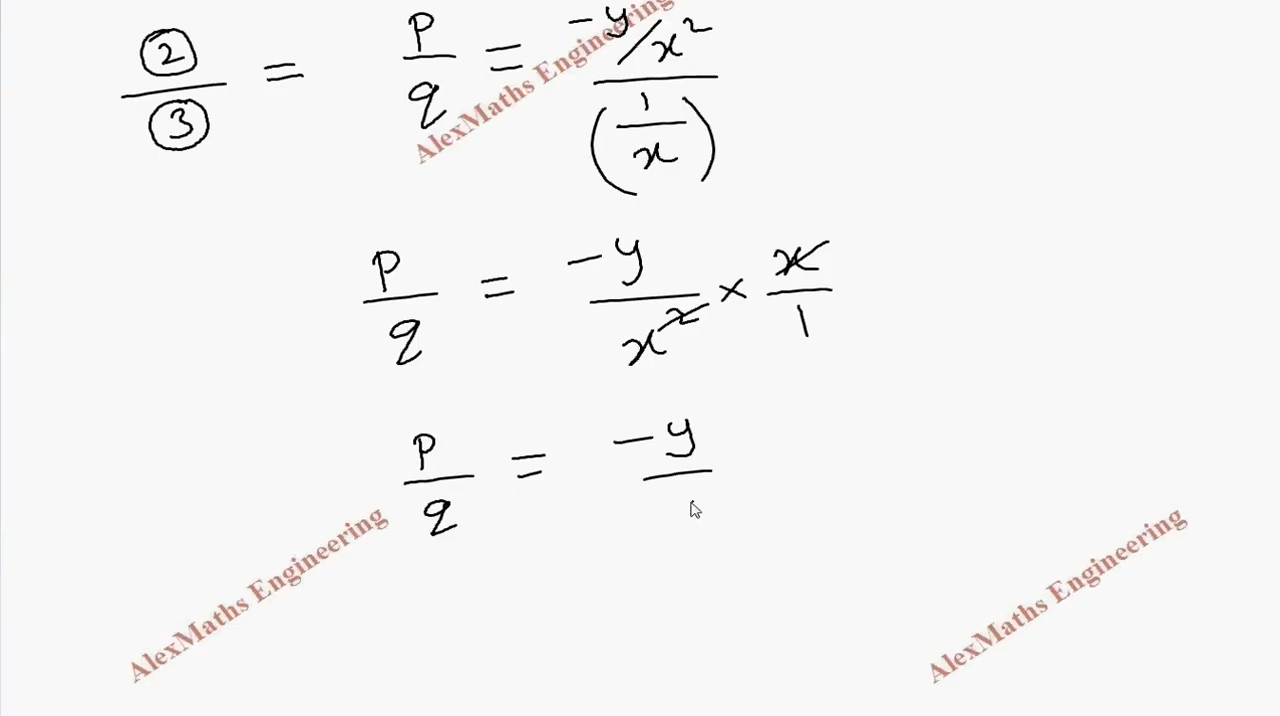 ②/③ = p/q = (-y/x²)/(1/x)
p/q = -y/x² × x/1
p/q = -y/
AlexMaths Engineering
AlexMaths Engineering
AlexMaths Engineering